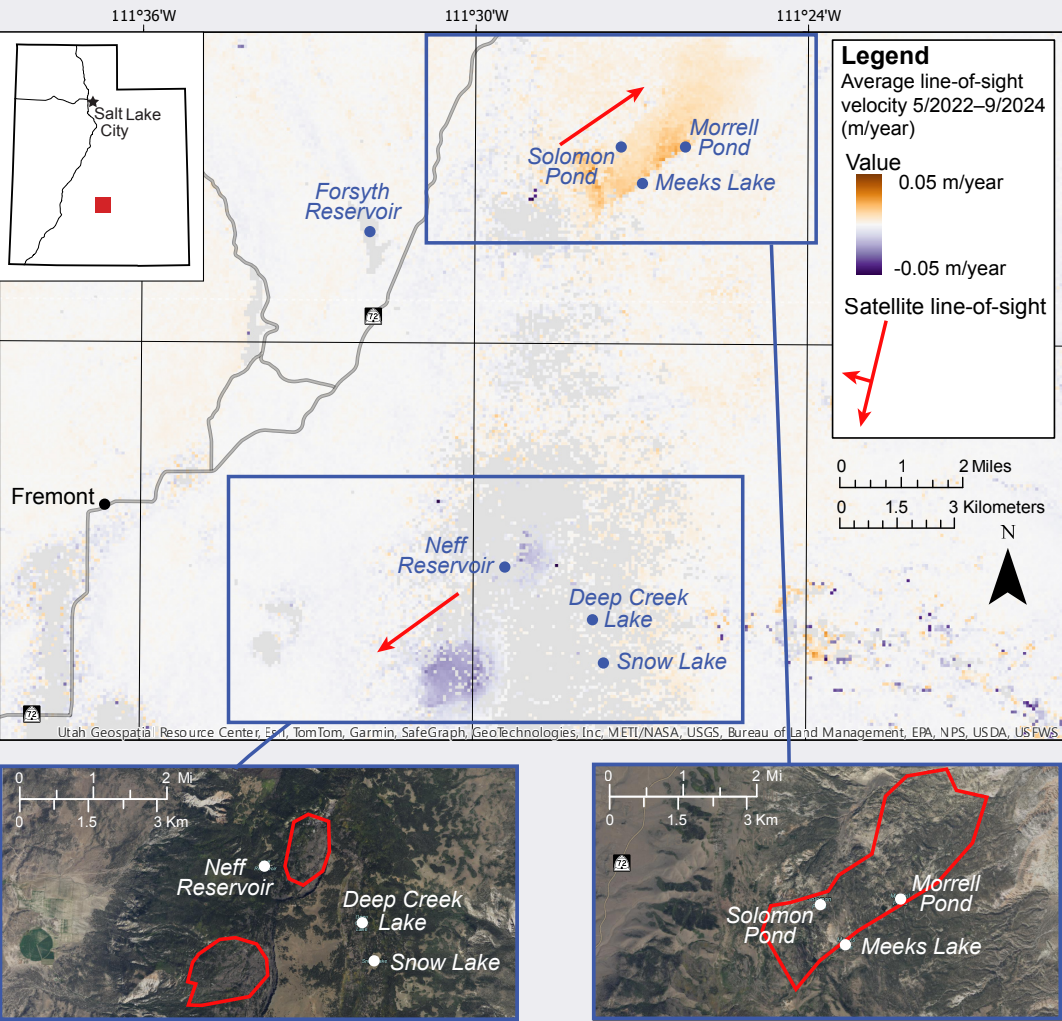 111°36'W
111°30'W
111°24'W
Salt Lake
City
Forsyth
Reservoir
Solomon
Pond
Morrell
Pond
Meeks Lake
72
Legend
Average line-of-sight
velocity 5/2022–9/2024
(m/year)
Value
0.05 m/year
-0.05 m/year
Satellite line-of-sight
0 1 2 Miles
0 1.5 3 Kilometers
N
Fremont
Neff
Reservoir
Deep Creek
Lake
Snow Lake
72
Utah Geospatial Resource Center, Esri, TomTom, Garmin, SafeGraph, GeoTechnologies, Inc, METI/NASA, USGS, Bureau of Land Management, EPA, NPS, USDA, USFWS
0 1 2 Mi
0 1.5 3 Km
Neff
Reservoir
Deep Creek
Lake
Snow Lake
0 1 2 Mi
0 1.5 3 Km
72
Solomon
Pond
Morrell
Pond
Meeks Lake